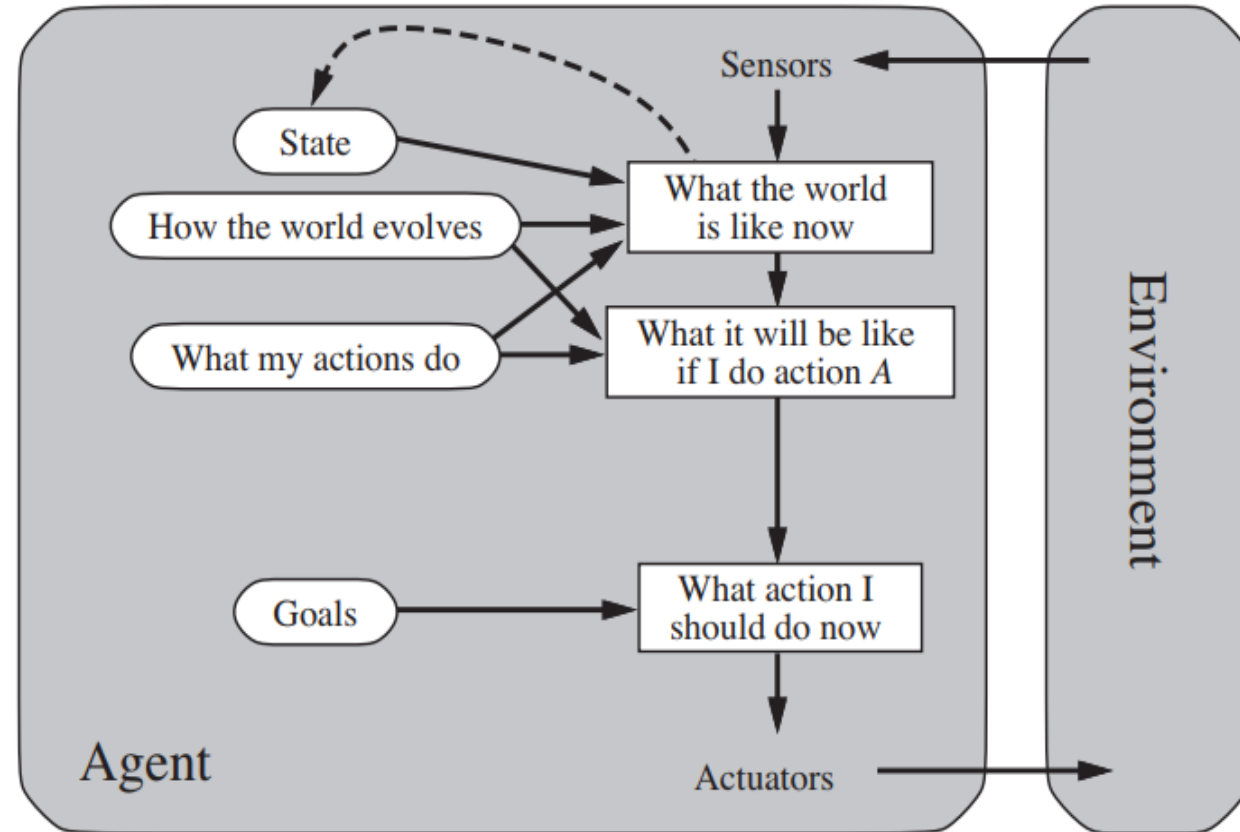 Sensors
State
What the world
is like now
How the world evolves
What it will be like
if I do action A
What my actions do
Environment
What action I
should do now
Goals
Agent
Actuators